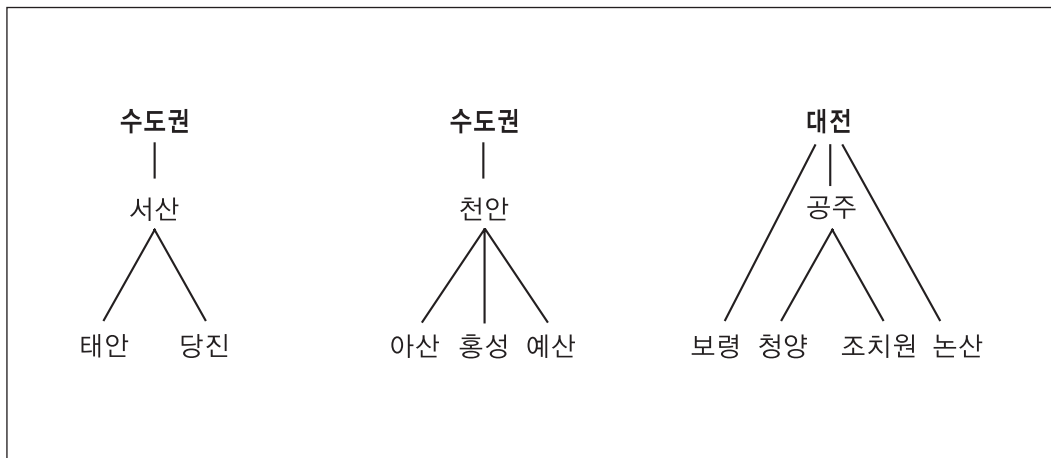 수도권 수도권 대전
서산 천안 공주
태안 당진 아산 홍성 예산 보령 청양 조치원 논산